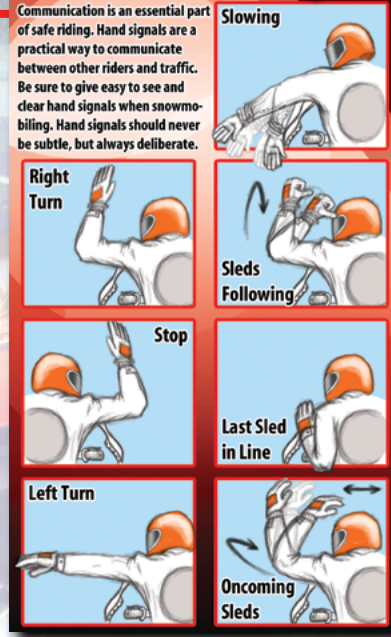 Communication is an essential part
of safe riding. Hand signals are a
practical way to communicate
between other riders and traffic.
Be sure to give easy to see and
clear hand signals when snowmo-
biling. Hand signals should never
be subtle, but always deliberate.
Slowing
Right
Turn
Sleds
Following
Stop
Last Sled
in Line
Left Turn
Oncoming
Sleds